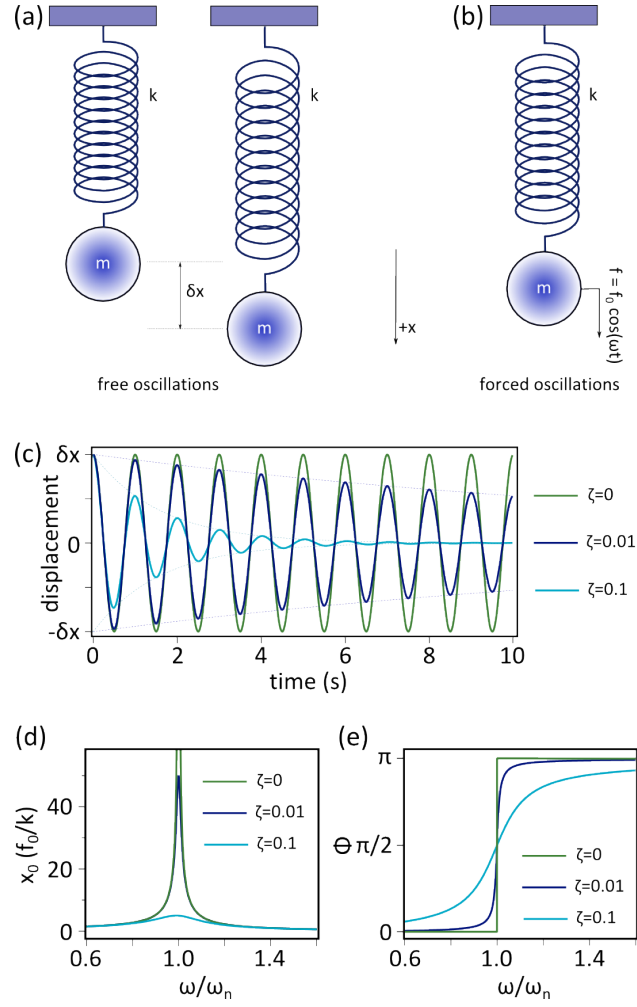 (a)
(b)
k
k
k
m
m
m
δx
+x
f = f₀ cos(ωt)
free oscillations
forced oscillations
(c)
displacement
δx
0
-δx
0
2
4
6
8
10
time (s)
ζ=0
ζ=0.01
ζ=0.1
(d)
x₀ (f₀/k)
40
20
0
0.6
1.0
1.4
ω/ωₙ
ζ=0
ζ=0.01
ζ=0.1
(e)
Φ
π
π/2
0
0.6
1.0
1.4
ω/ωₙ
ζ=0
ζ=0.01
ζ=0.1